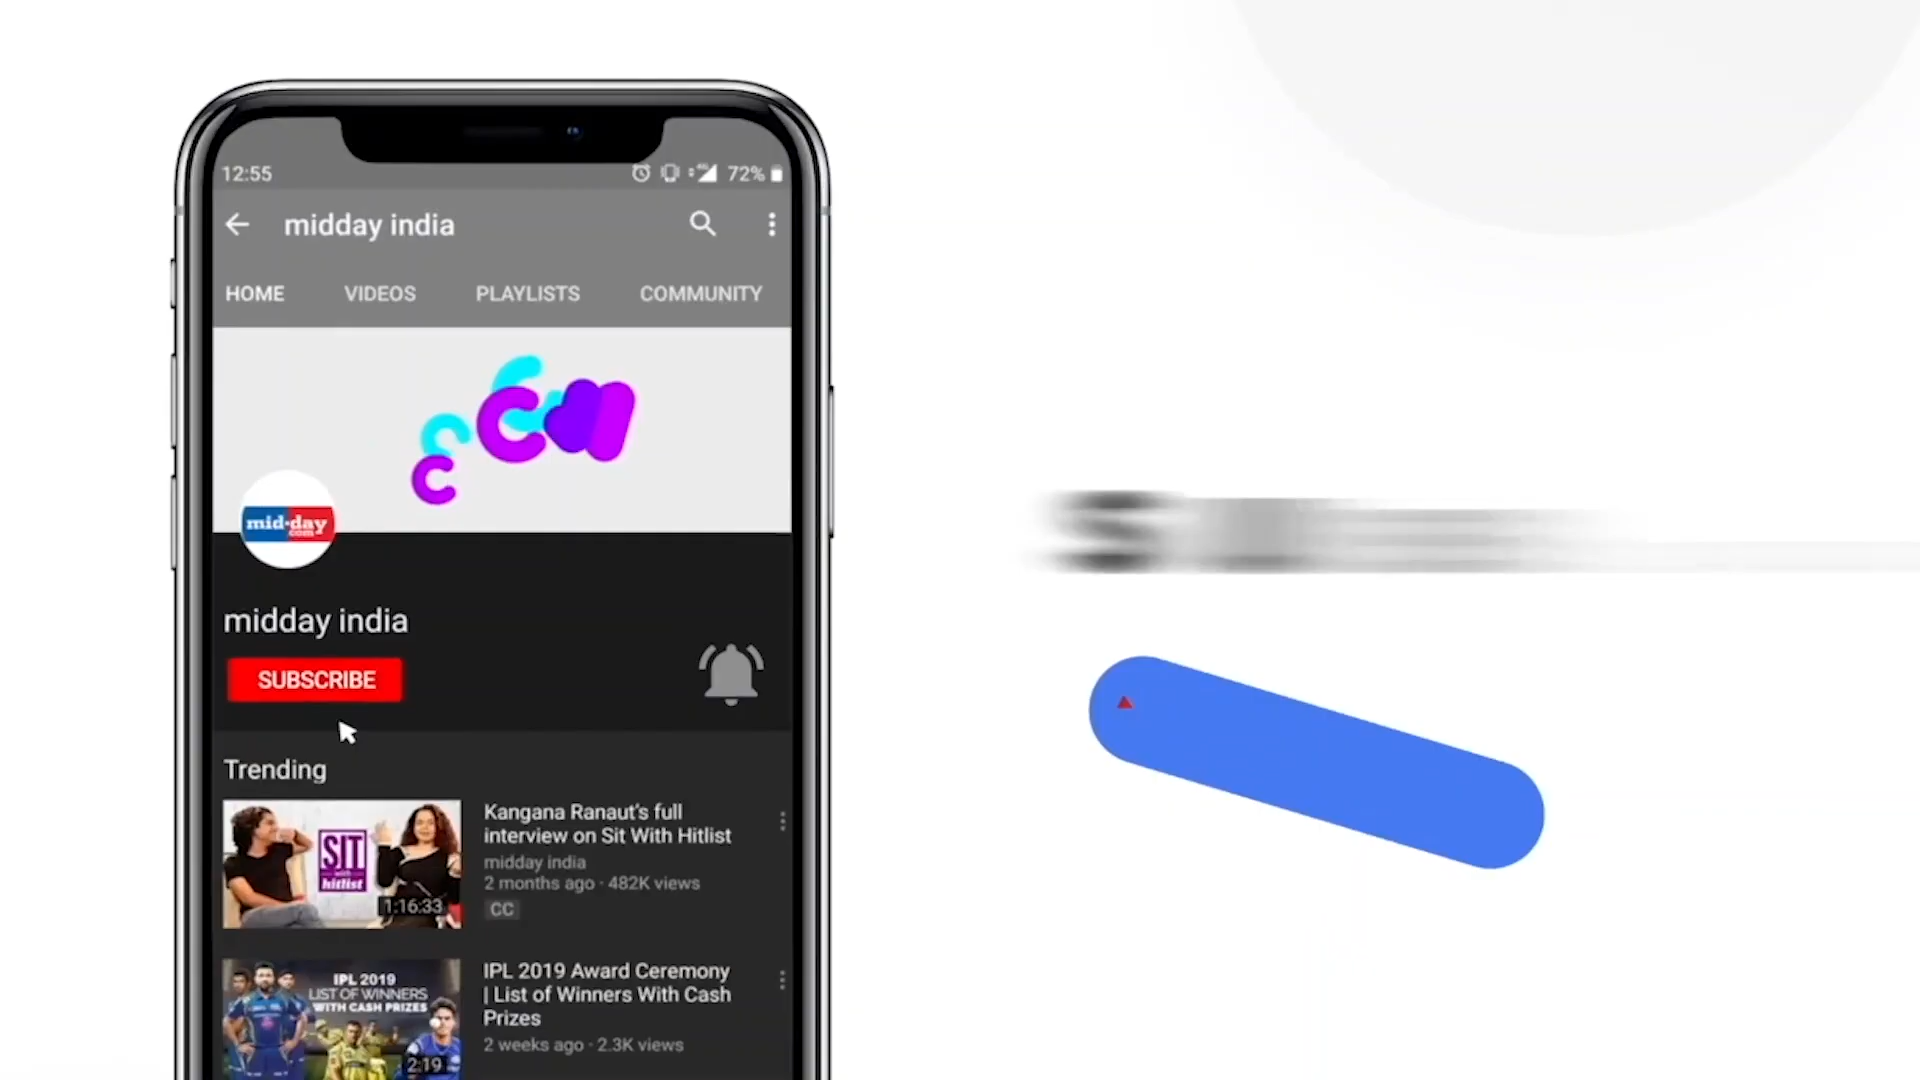 12:55
72%
midday india
HOME VIDEOS PLAYLISTS COMMUNITY
mid-day
.com
midday india
SUBSCRIBE
Trending
SIT
with
hitlist
1:16:33
Kangana Ranaut's full
interview on Sit With Hitlist
midday india
2 months ago · 482K views
CC
IPL 2019
LIST OF WINNERS
WITH CASH PRIZES
2:19
IPL 2019 Award Ceremony
| List of Winners With Cash
Prizes
2 weeks ago · 2.3K views